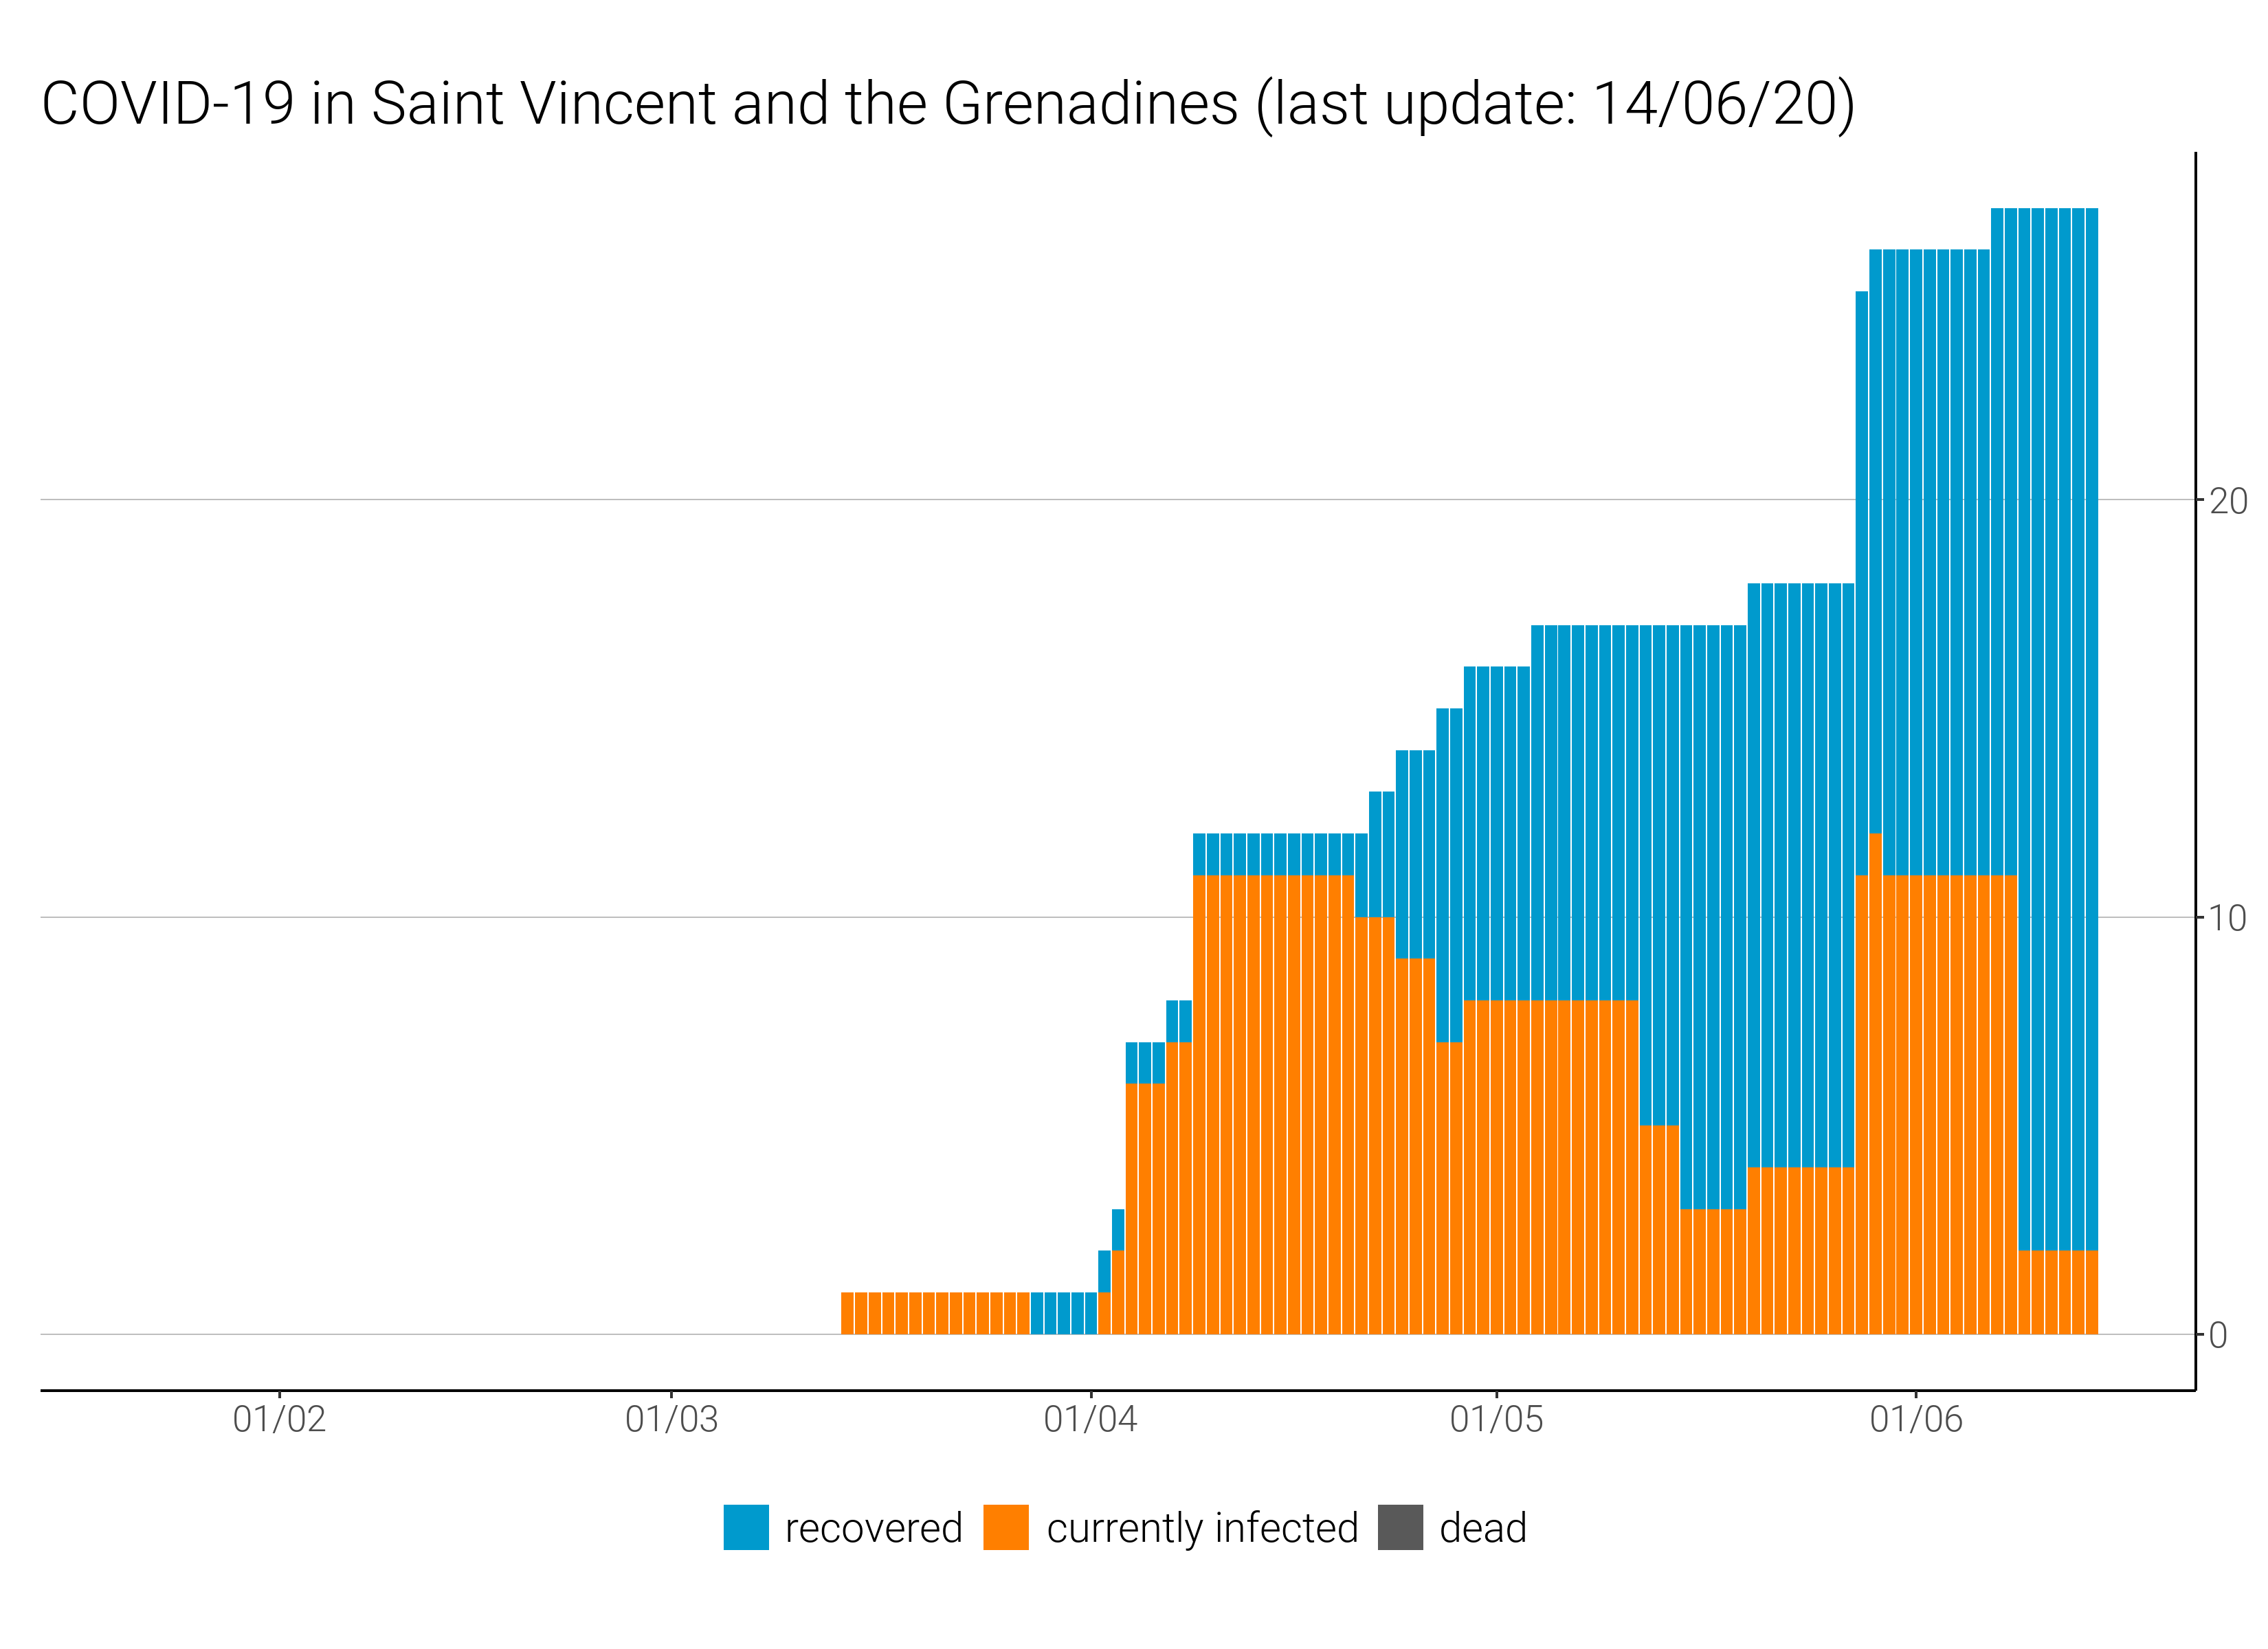 COVID-19 in Saint Vincent and the Grenadines (last update: 14/06/20)
20
10
0
01/02 01/03 01/04 01/05 01/06
recovered currently infected dead